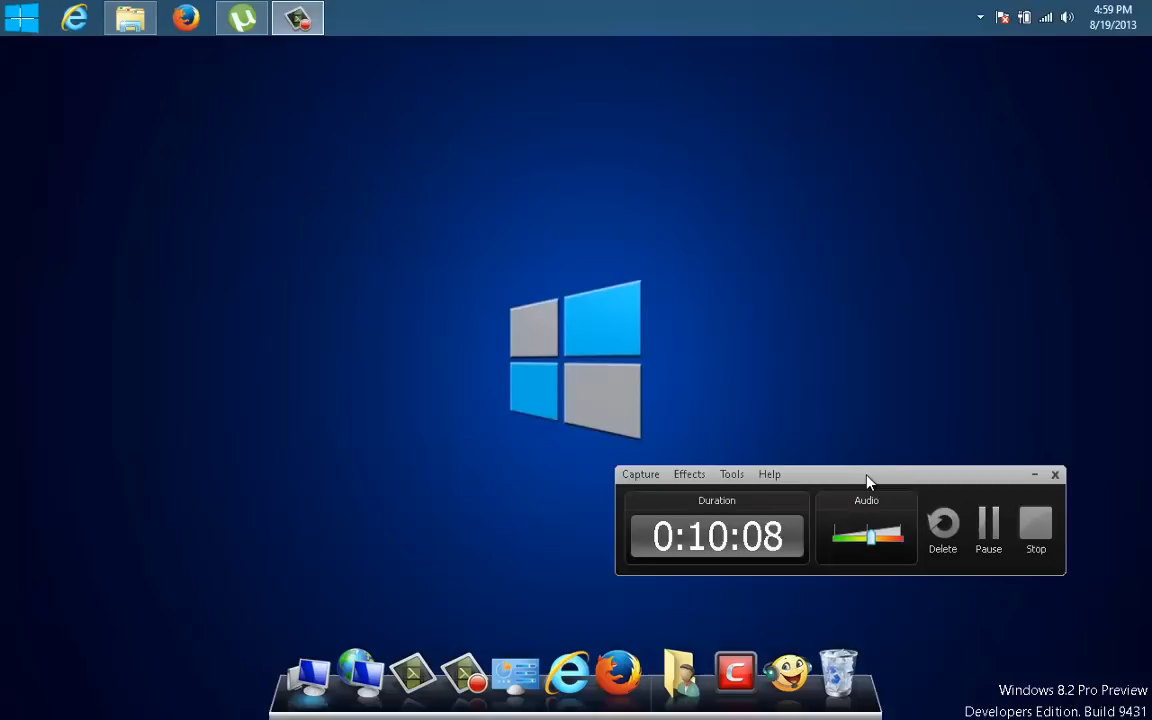 4:59 PM
8/19/2013
Capture Effects Tools Help
Duration
Audio
0:10:08
Delete Pause Stop
Windows 8.2 Pro Preview
Developers Edition. Build 9431